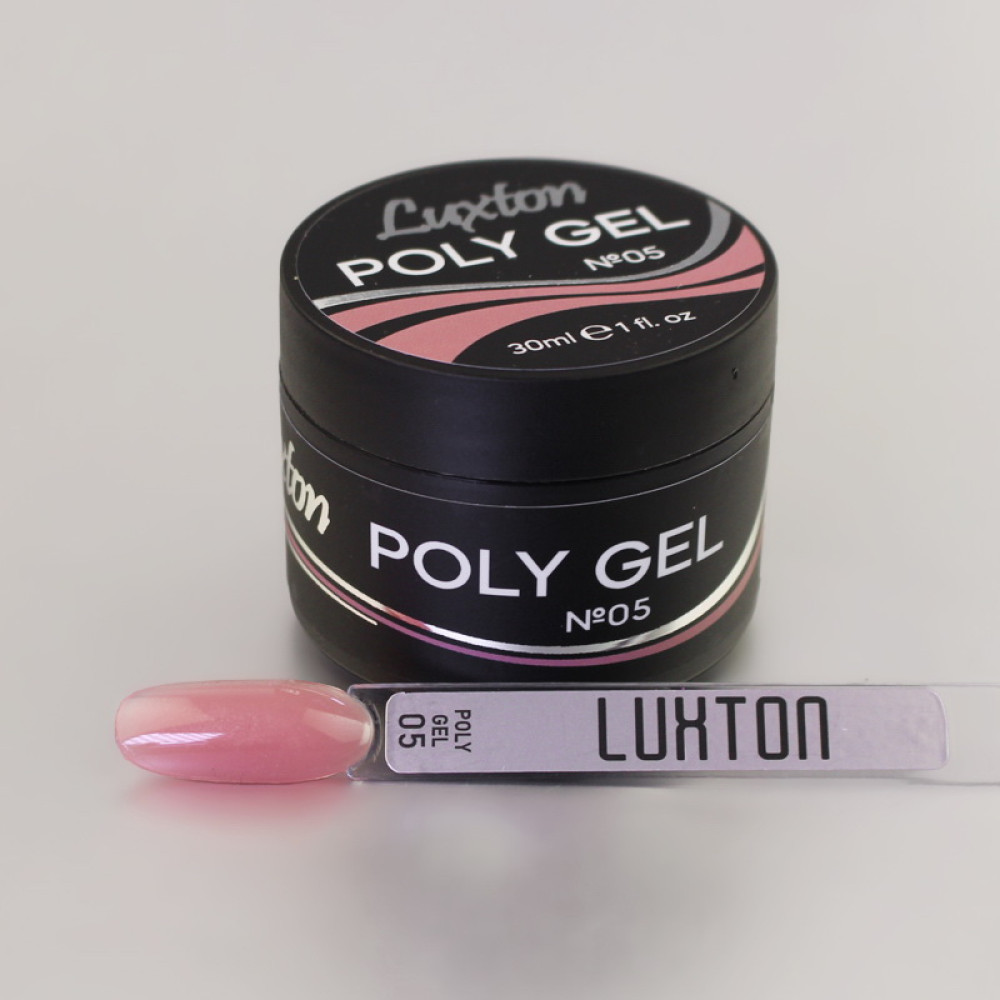 Luxton
POLY GEL
№05
30ml ℮ 1 fl. oz
POLY GEL
№05
POLY
GEL
05
LUXTON